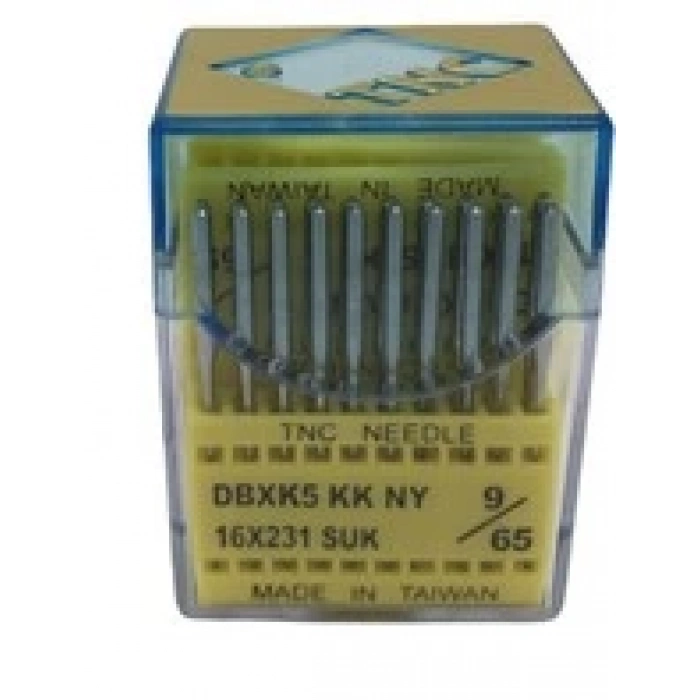 MADE IN TAIWAN
TNC NEEDLE
DBXK5 KK NY 9/65
16X231 SUK
MADE IN TAIWAN